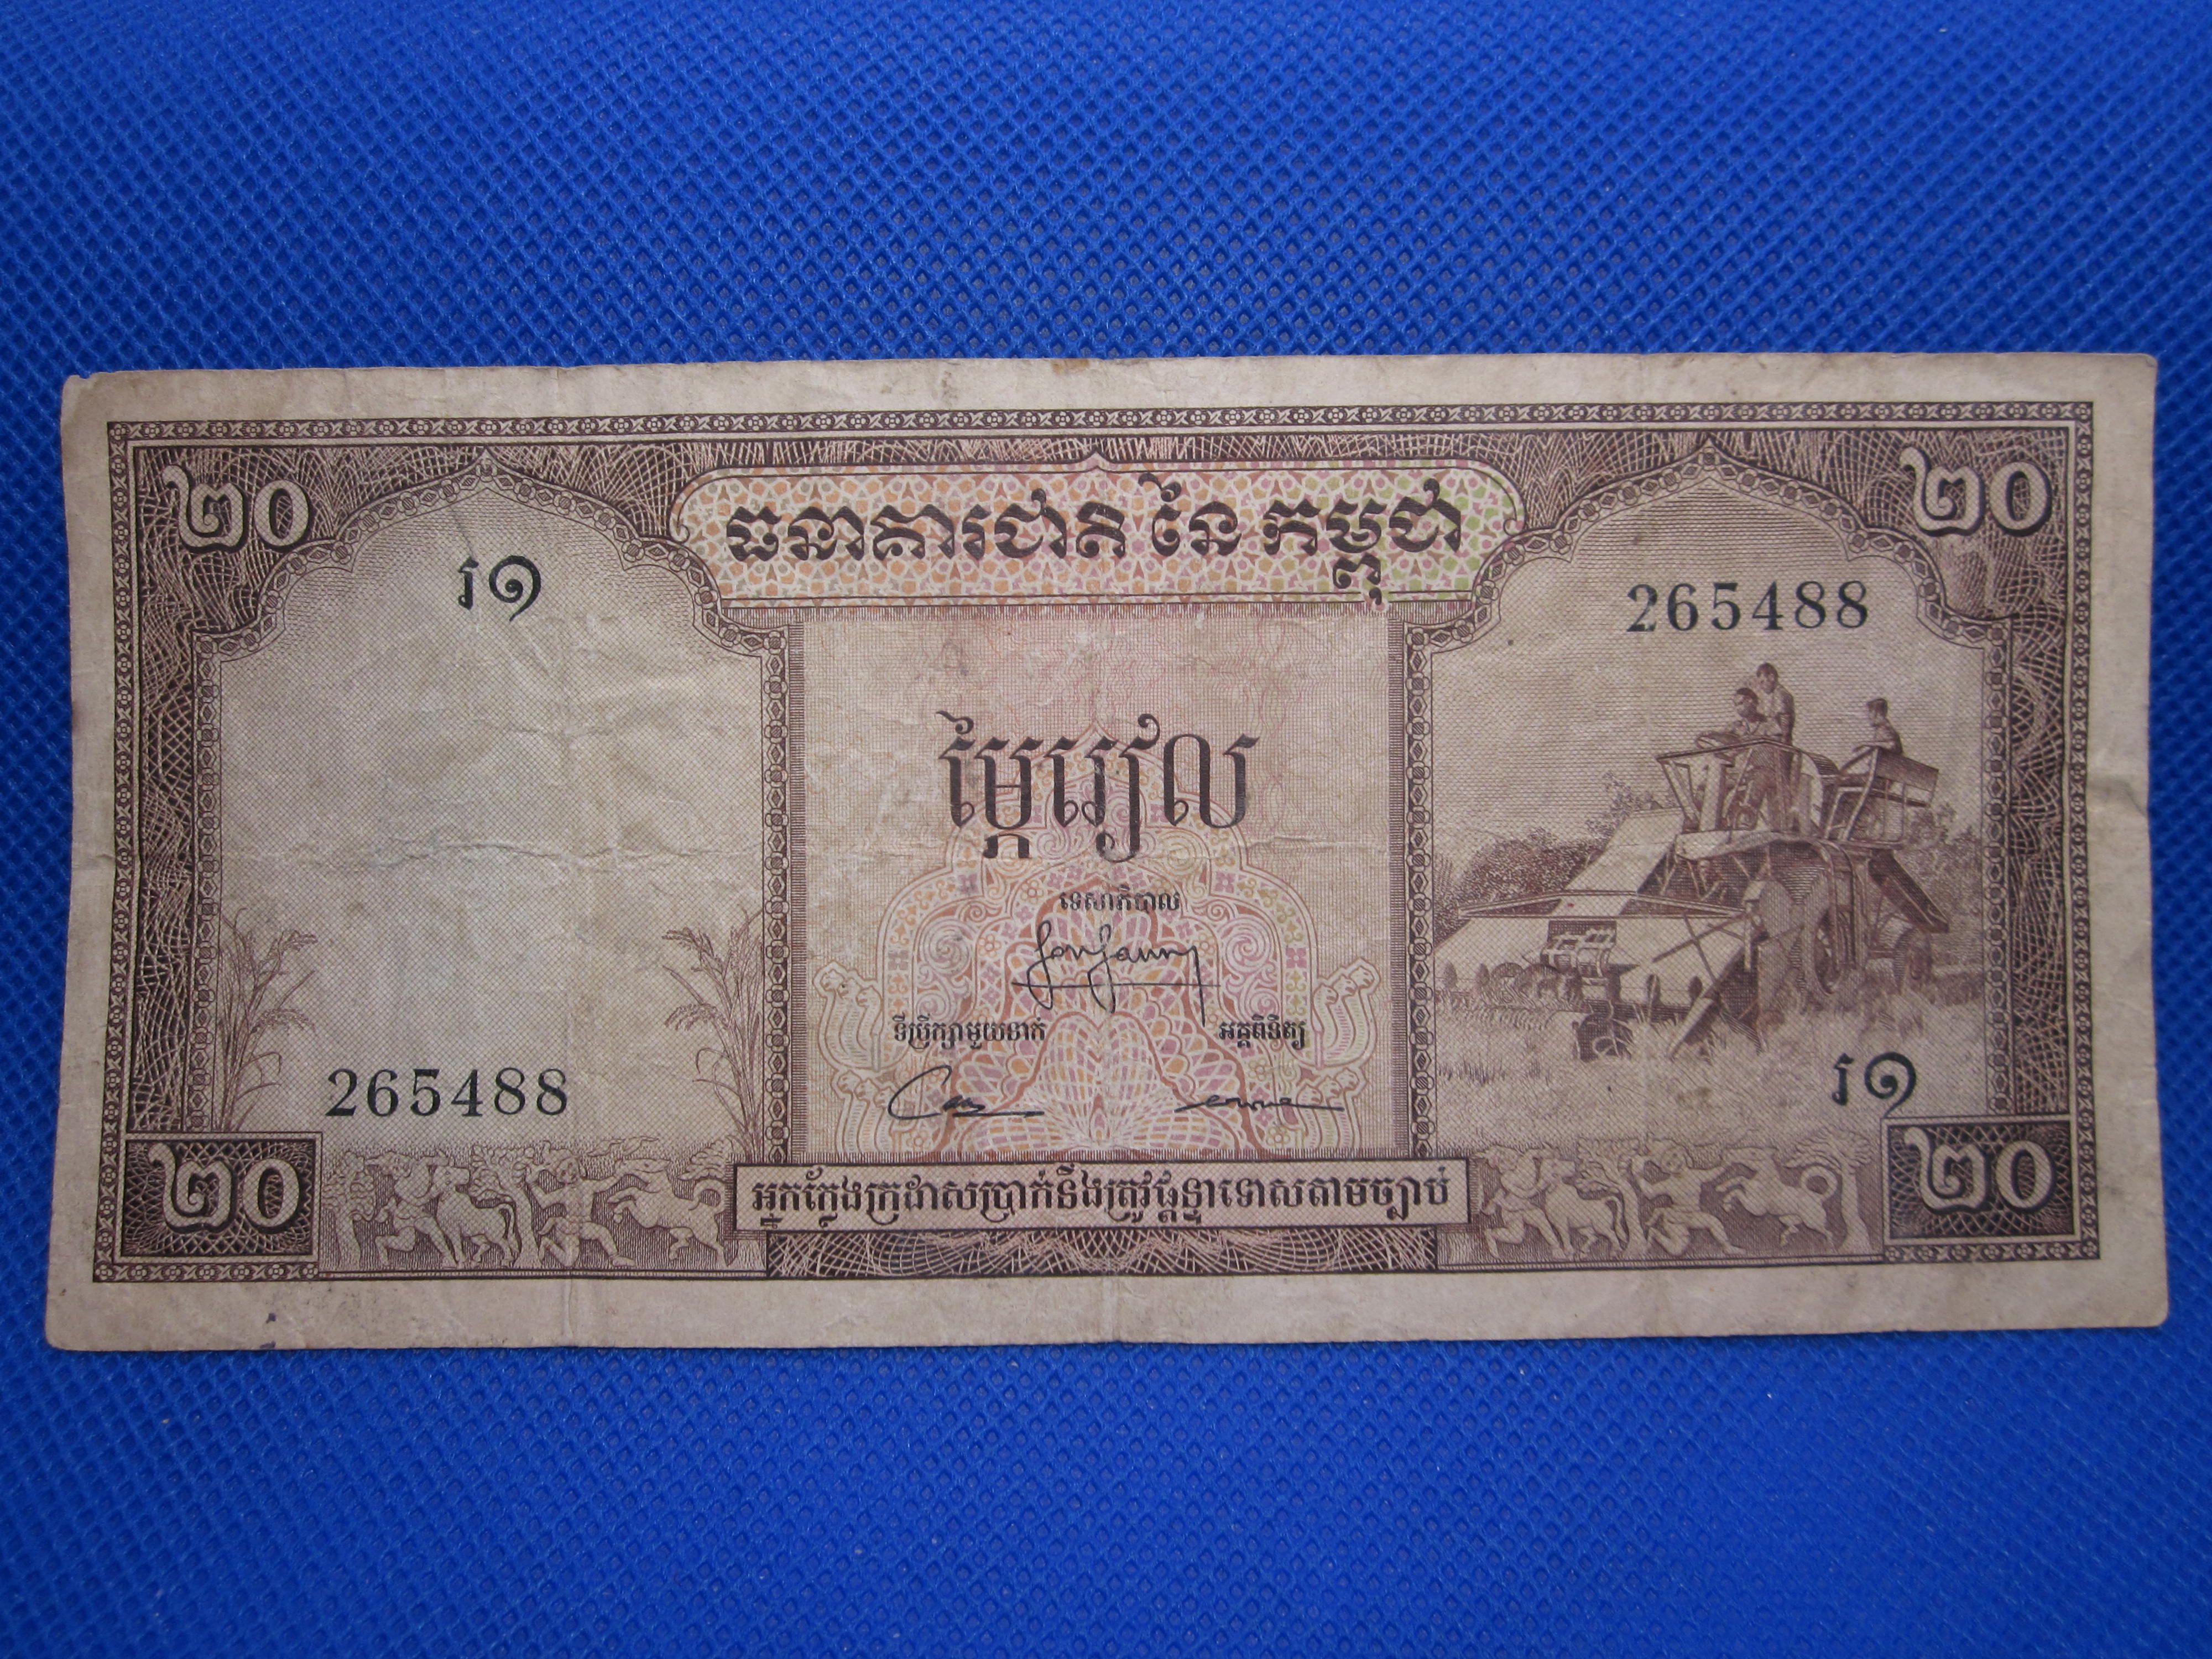 ២០
ធនាគារជាតិ នៃ កម្ពុជា
២០
រ១
265488
ម្ភៃរៀល
ទេសាភិបាល
ទីប្រឹក្សាមួយនាក់
អគ្គពិនិត្យ
265488
រ១
២០
អ្នកក្លែងក្រដាសប្រាក់នឹងត្រូវផ្ដន្ទាទោសតាមច្បាប់
២០